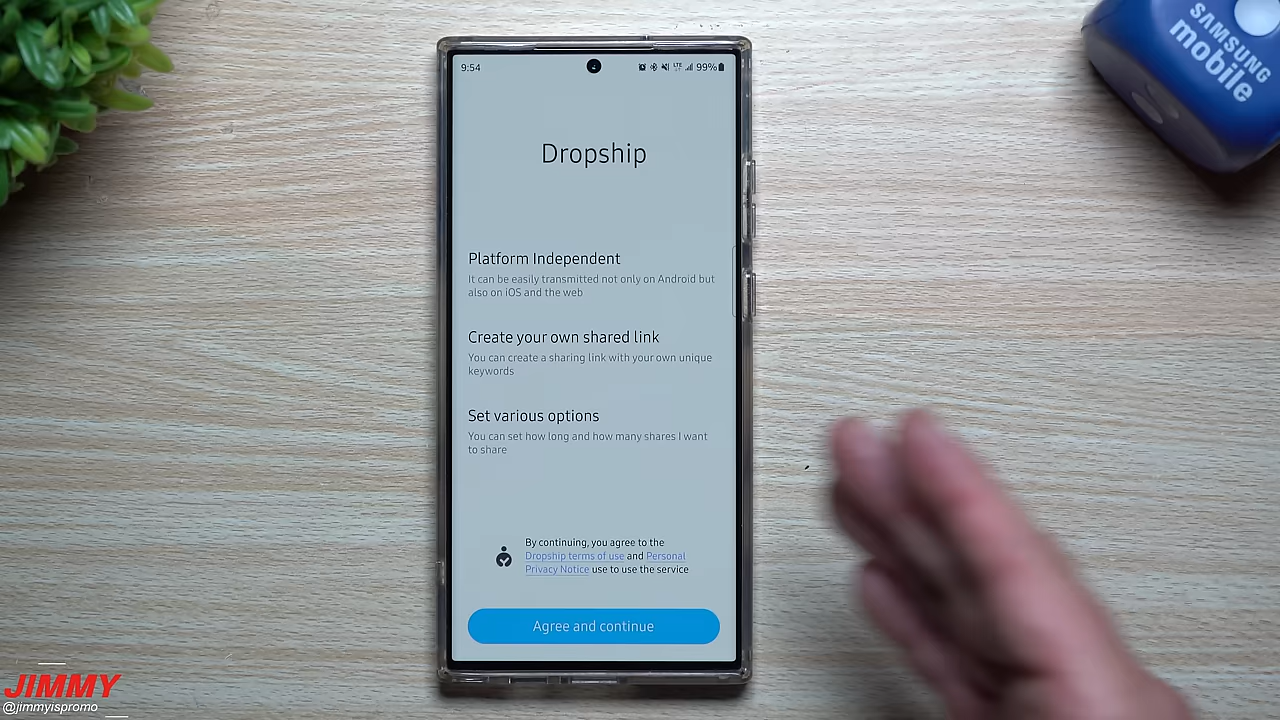 9:54
LTE
99%
Dropship
Platform Independent
It can be easily transmitted not only on Android but
also on iOS and the web
Create your own shared link
You can create a sharing link with your own unique
keywords
Set various options
You can set how long and how many shares I want
to share
By continuing, you agree to the
Dropship terms of use and Personal
Privacy Notice use to use the service
Agree and continue
SAMSUNG
mobile
JIMMY
@jimmyispromo